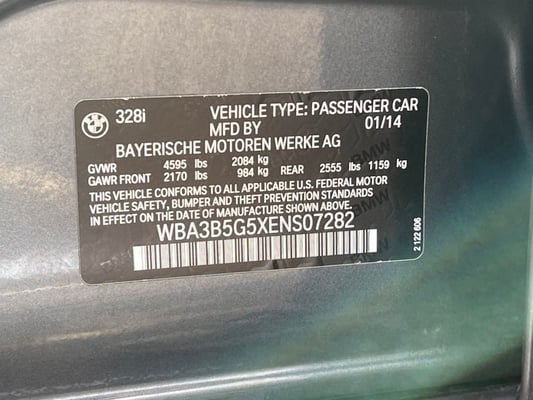 BMW
328i VEHICLE TYPE: PASSENGER CAR
MFD BY 01/14
BAYERISCHE MOTOREN WERKE AG
GVWR 4595 lbs 2084 kg
GAWR FRONT 2170 lbs 984 kg REAR 2555 lbs 1159 kg
THIS VEHICLE CONFORMS TO ALL APPLICABLE U.S. FEDERAL MOTOR
VEHICLE SAFETY, BUMPER, AND THEFT PREVENTION STANDARDS
IN EFFECT ON THE DATE OF MANUFACTURE SHOWN ABOVE.
WBA3B5G5XENS07282
2 122 606
BMW
BMW